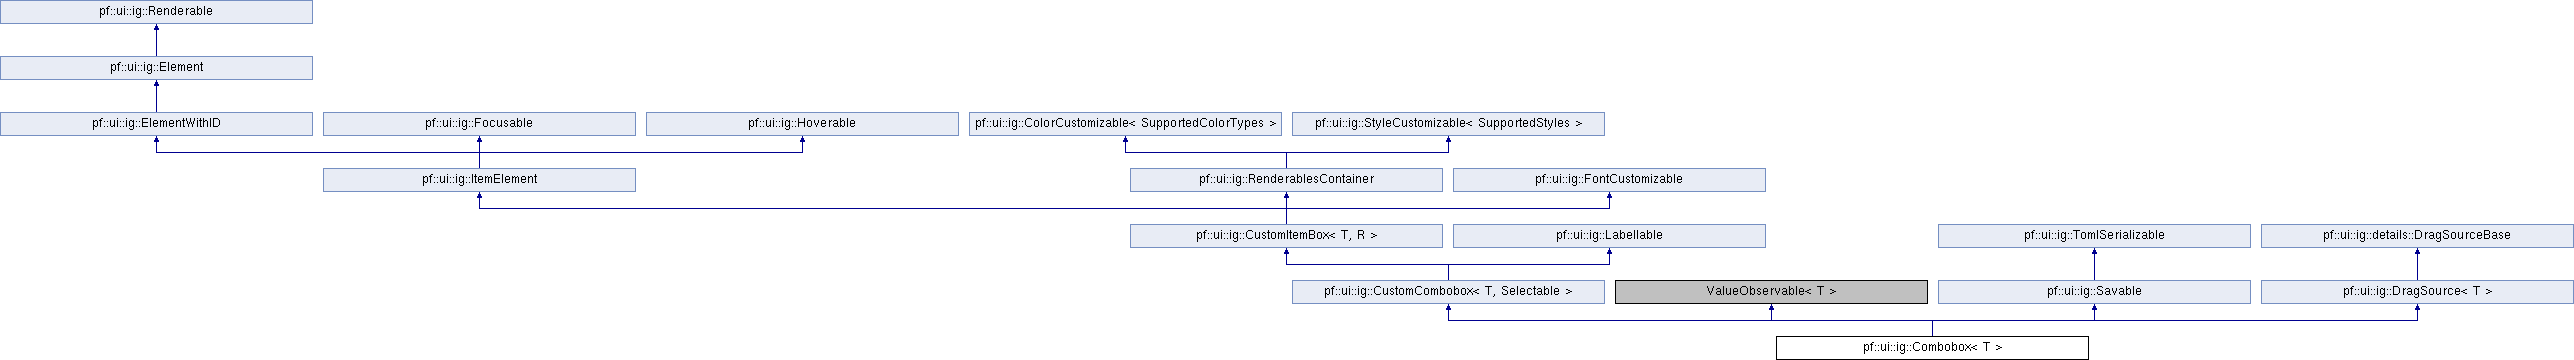 pf::ui::ig::Renderable
pf::ui::ig::Element
pf::ui::ig::ElementWithID
pf::ui::ig::Focusable
pf::ui::ig::Hoverable
pf::ui::ig::ColorCustomizable< SupportedColorTypes >
pf::ui::ig::StyleCustomizable< SupportedStyles >
pf::ui::ig::ItemElement
pf::ui::ig::RenderablesContainer
pf::ui::ig::FontCustomizable
pf::ui::ig::CustomItemBox< T, R >
pf::ui::ig::Labellable
pf::ui::ig::TomlSerializable
pf::ui::ig::details::DragSourceBase
pf::ui::ig::CustomCombobox< T, Selectable >
ValueObservable< T >
pf::ui::ig::Savable
pf::ui::ig::DragSource< T >
pf::ui::ig::Combobox< T >